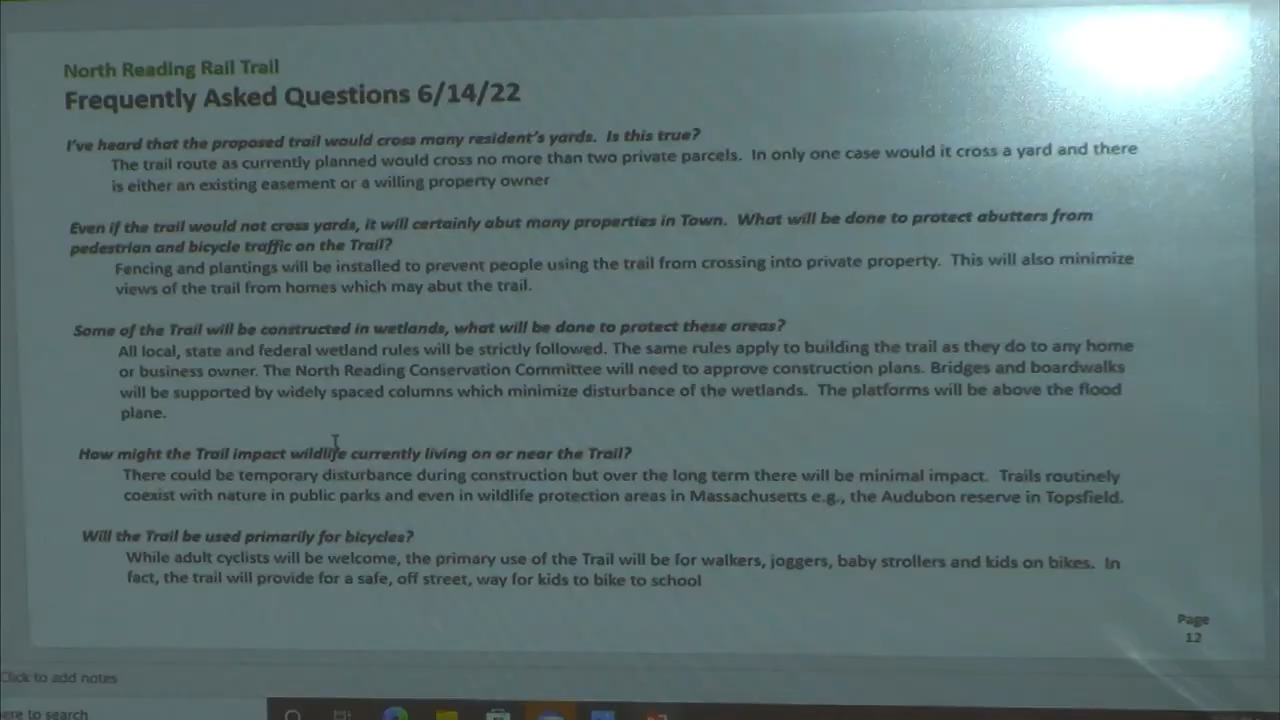 North Reading Rail Trail
Frequently Asked Questions 6/14/22
I've heard that the proposed trail would cross many resident's yards. Is this true?
The trail route as currently planned would cross no more than two private parcels. In only one case would it cross a yard and there
is either an existing easement or a willing property owner
Even if the trail would not cross yards, it will certainly abut many properties in Town. What will be done to protect abutters from
pedestrian and bicycle traffic on the Trail?
Fencing and plantings will be installed to prevent people using the trail from crossing into private property. This will also minimize
views of the trail from homes which may abut the trail.
Some of the Trail will be constructed in wetlands, what will be done to protect these areas?
All local, state and federal wetland rules will be strictly followed. The same rules apply to building the trail as they do to any home
or business owner. The North Reading Conservation Committee will need to approve construction plans. Bridges and boardwalks
will be supported by widely spaced columns which minimize disturbance of the wetlands. The platforms will be above the flood
plane.
How might the Trail impact wildlife currently living on or near the Trail?
There could be temporary disturbance during construction but over the long term there will be minimal impact. Trails routinely
coexist with nature in public parks and even in wildlife protection areas in Massachusetts e.g., the Audubon reserve in Topsfield.
Will the Trail be used primarily for bicycles?
While adult cyclists will be welcome, the primary use of the Trail will be for walkers, joggers, baby strollers and kids on bikes. In
fact, the trail will provide for a safe, off street, way for kids to bike to school
Page
12
Click to add notes
ere to search